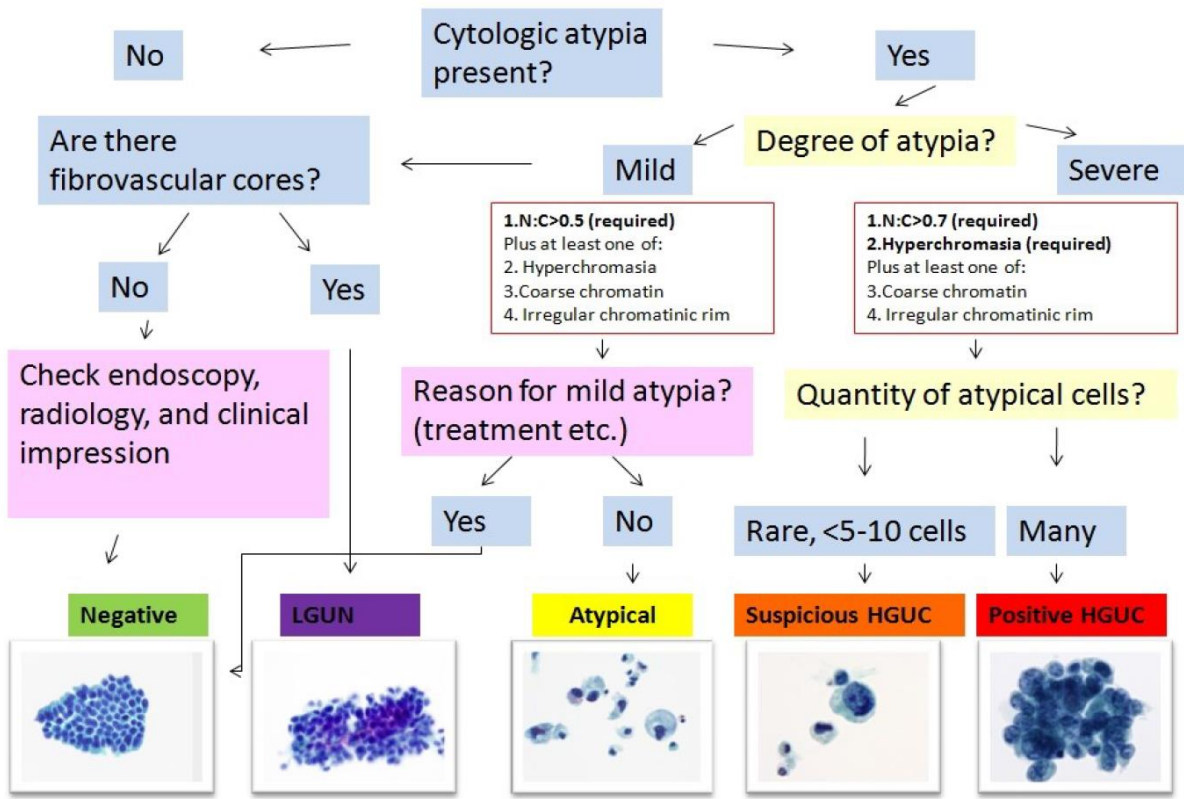 No
Cytologic atypia
present?
Yes
Are there
fibrovascular cores?
Degree of atypia?
Mild
Severe
1.N:C>0.5 (required)
Plus at least one of:
2. Hyperchromasia
3.Coarse chromatin
4. Irregular chromatinic rim
1.N:C>0.7 (required)
2.Hyperchromasia (required)
Plus at least one of:
3.Coarse chromatin
4. Irregular chromatinic rim
No
Yes
Check endoscopy,
radiology, and clinical
impression
Reason for mild atypia?
(treatment etc.)
Quantity of atypical cells?
Yes
No
Rare, <5-10 cells
Many
Negative
LGUN
Atypical
Suspicious HGUC
Positive HGUC